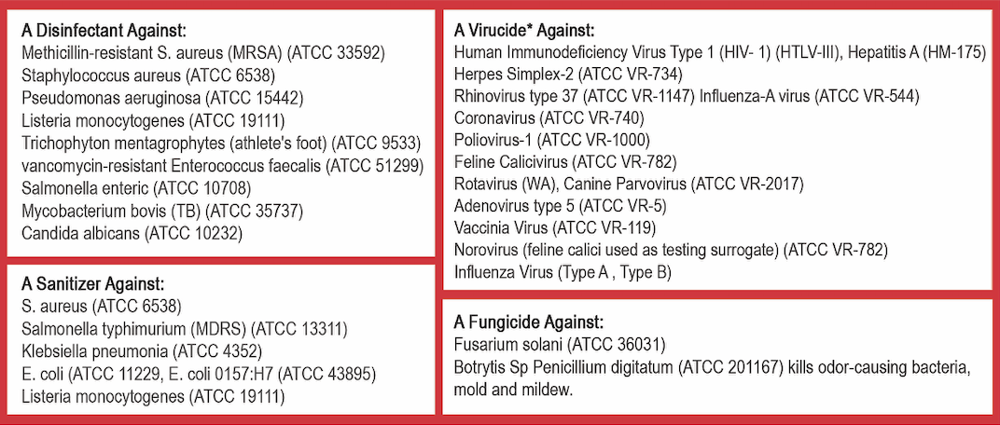 A Disinfectant Against:
Methicillin-resistant S. aureus (MRSA) (ATCC 33592)
Staphylococcus aureus (ATCC 6538)
Pseudomonas aeruginosa (ATCC 15442)
Listeria monocytogenes (ATCC 19111)
Trichophyton mentagrophytes (athlete's foot) (ATCC 9533)
vancomycin-resistant Enterococcus faecalis (ATCC 51299)
Salmonella enteric (ATCC 10708)
Mycobacterium bovis (TB) (ATCC 35737)
Candida albicans (ATCC 10232)
A Sanitizer Against:
S. aureus (ATCC 6538)
Salmonella typhimurium (MDRS) (ATCC 13311)
Klebsiella pneumonia (ATCC 4352)
E. coli (ATCC 11229, E. coli 0157:H7 (ATCC 43895)
Listeria monocytogenes (ATCC 19111)
A Virucide* Against:
Human Immunodeficiency Virus Type 1 (HIV- 1) (HTLV-III), Hepatitis A (HM-175)
Herpes Simplex-2 (ATCC VR-734)
Rhinovirus type 37 (ATCC VR-1147) Influenza-A virus (ATCC VR-544)
Coronavirus (ATCC VR-740)
Poliovirus-1 (ATCC VR-1000)
Feline Calicivirus (ATCC VR-782)
Rotavirus (WA), Canine Parvovirus (ATCC VR-2017)
Adenovirus type 5 (ATCC VR-5)
Vaccinia Virus (ATCC VR-119)
Norovirus (feline calici used as testing surrogate) (ATCC VR-782)
Influenza Virus (Type A , Type B)
A Fungicide Against:
Fusarium solani (ATCC 36031)
Botrytis Sp Penicillium digitatum (ATCC 201167) kills odor-causing bacteria,
mold and mildew.